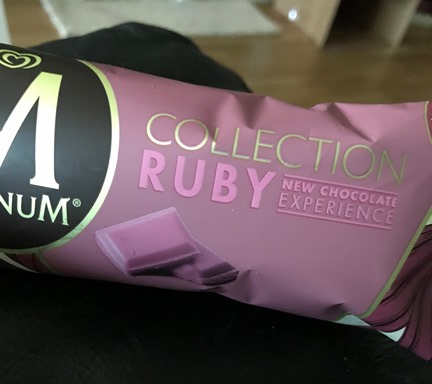 M
NUM®
COLLECTION
RUBY
NEW CHOCOLATE
EXPERIENCE